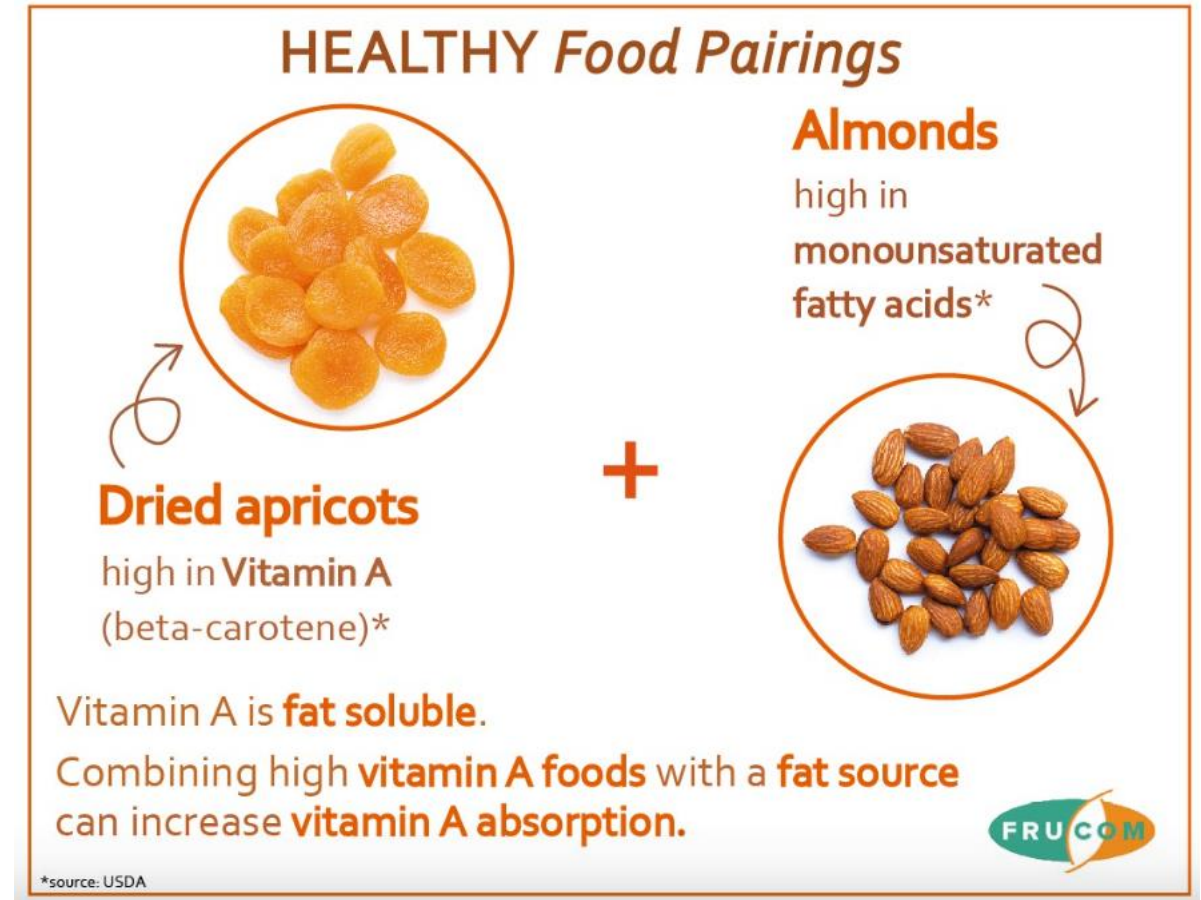 HEALTHY Food Pairings
Almonds
high in
monounsaturated
fatty acids*
Dried apricots
high in Vitamin A
(beta-carotene)*
Vitamin A is fat soluble.
Combining high vitamin A foods with a fat source
can increase vitamin A absorption.
FRUCOM
*source: USDA